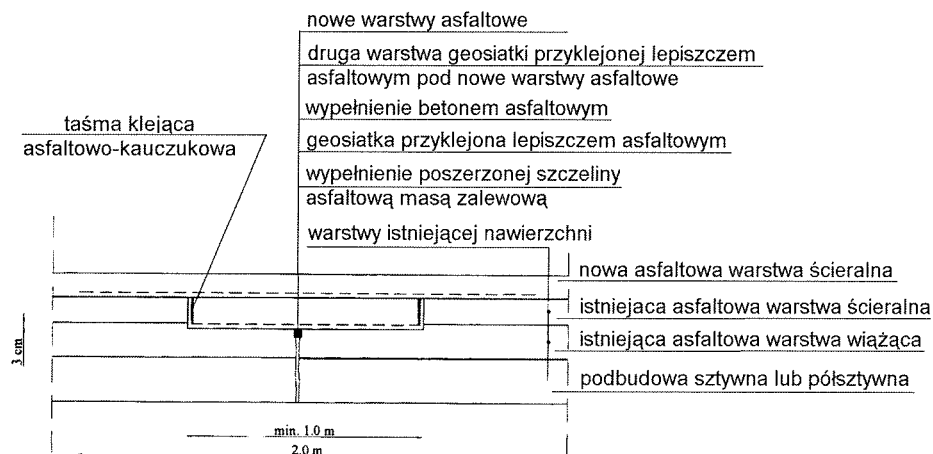 nowe warstwy asfaltowe
druga warstwa geosiatki przyklejonej lepiszczem
asfaltowym pod nowe warstwy asfaltowe
wypełnienie betonem asfaltowym
taśma klejąca
asfaltowo-kauczukowa
geosiatka przyklejona lepiszczem asfaltowym
wypełnienie poszerzonej szczeliny
asfaltową masą zalewową
warstwy istniejącej nawierzchni
nowa asfaltowa warstwa ścieralna
istniejaca asfaltowa warstwa ścieralna
istniejąca asfaltowa warstwa wiążąca
podbudowa sztywna lub półsztywna
3 cm
min. 1.0 m
2.0 m